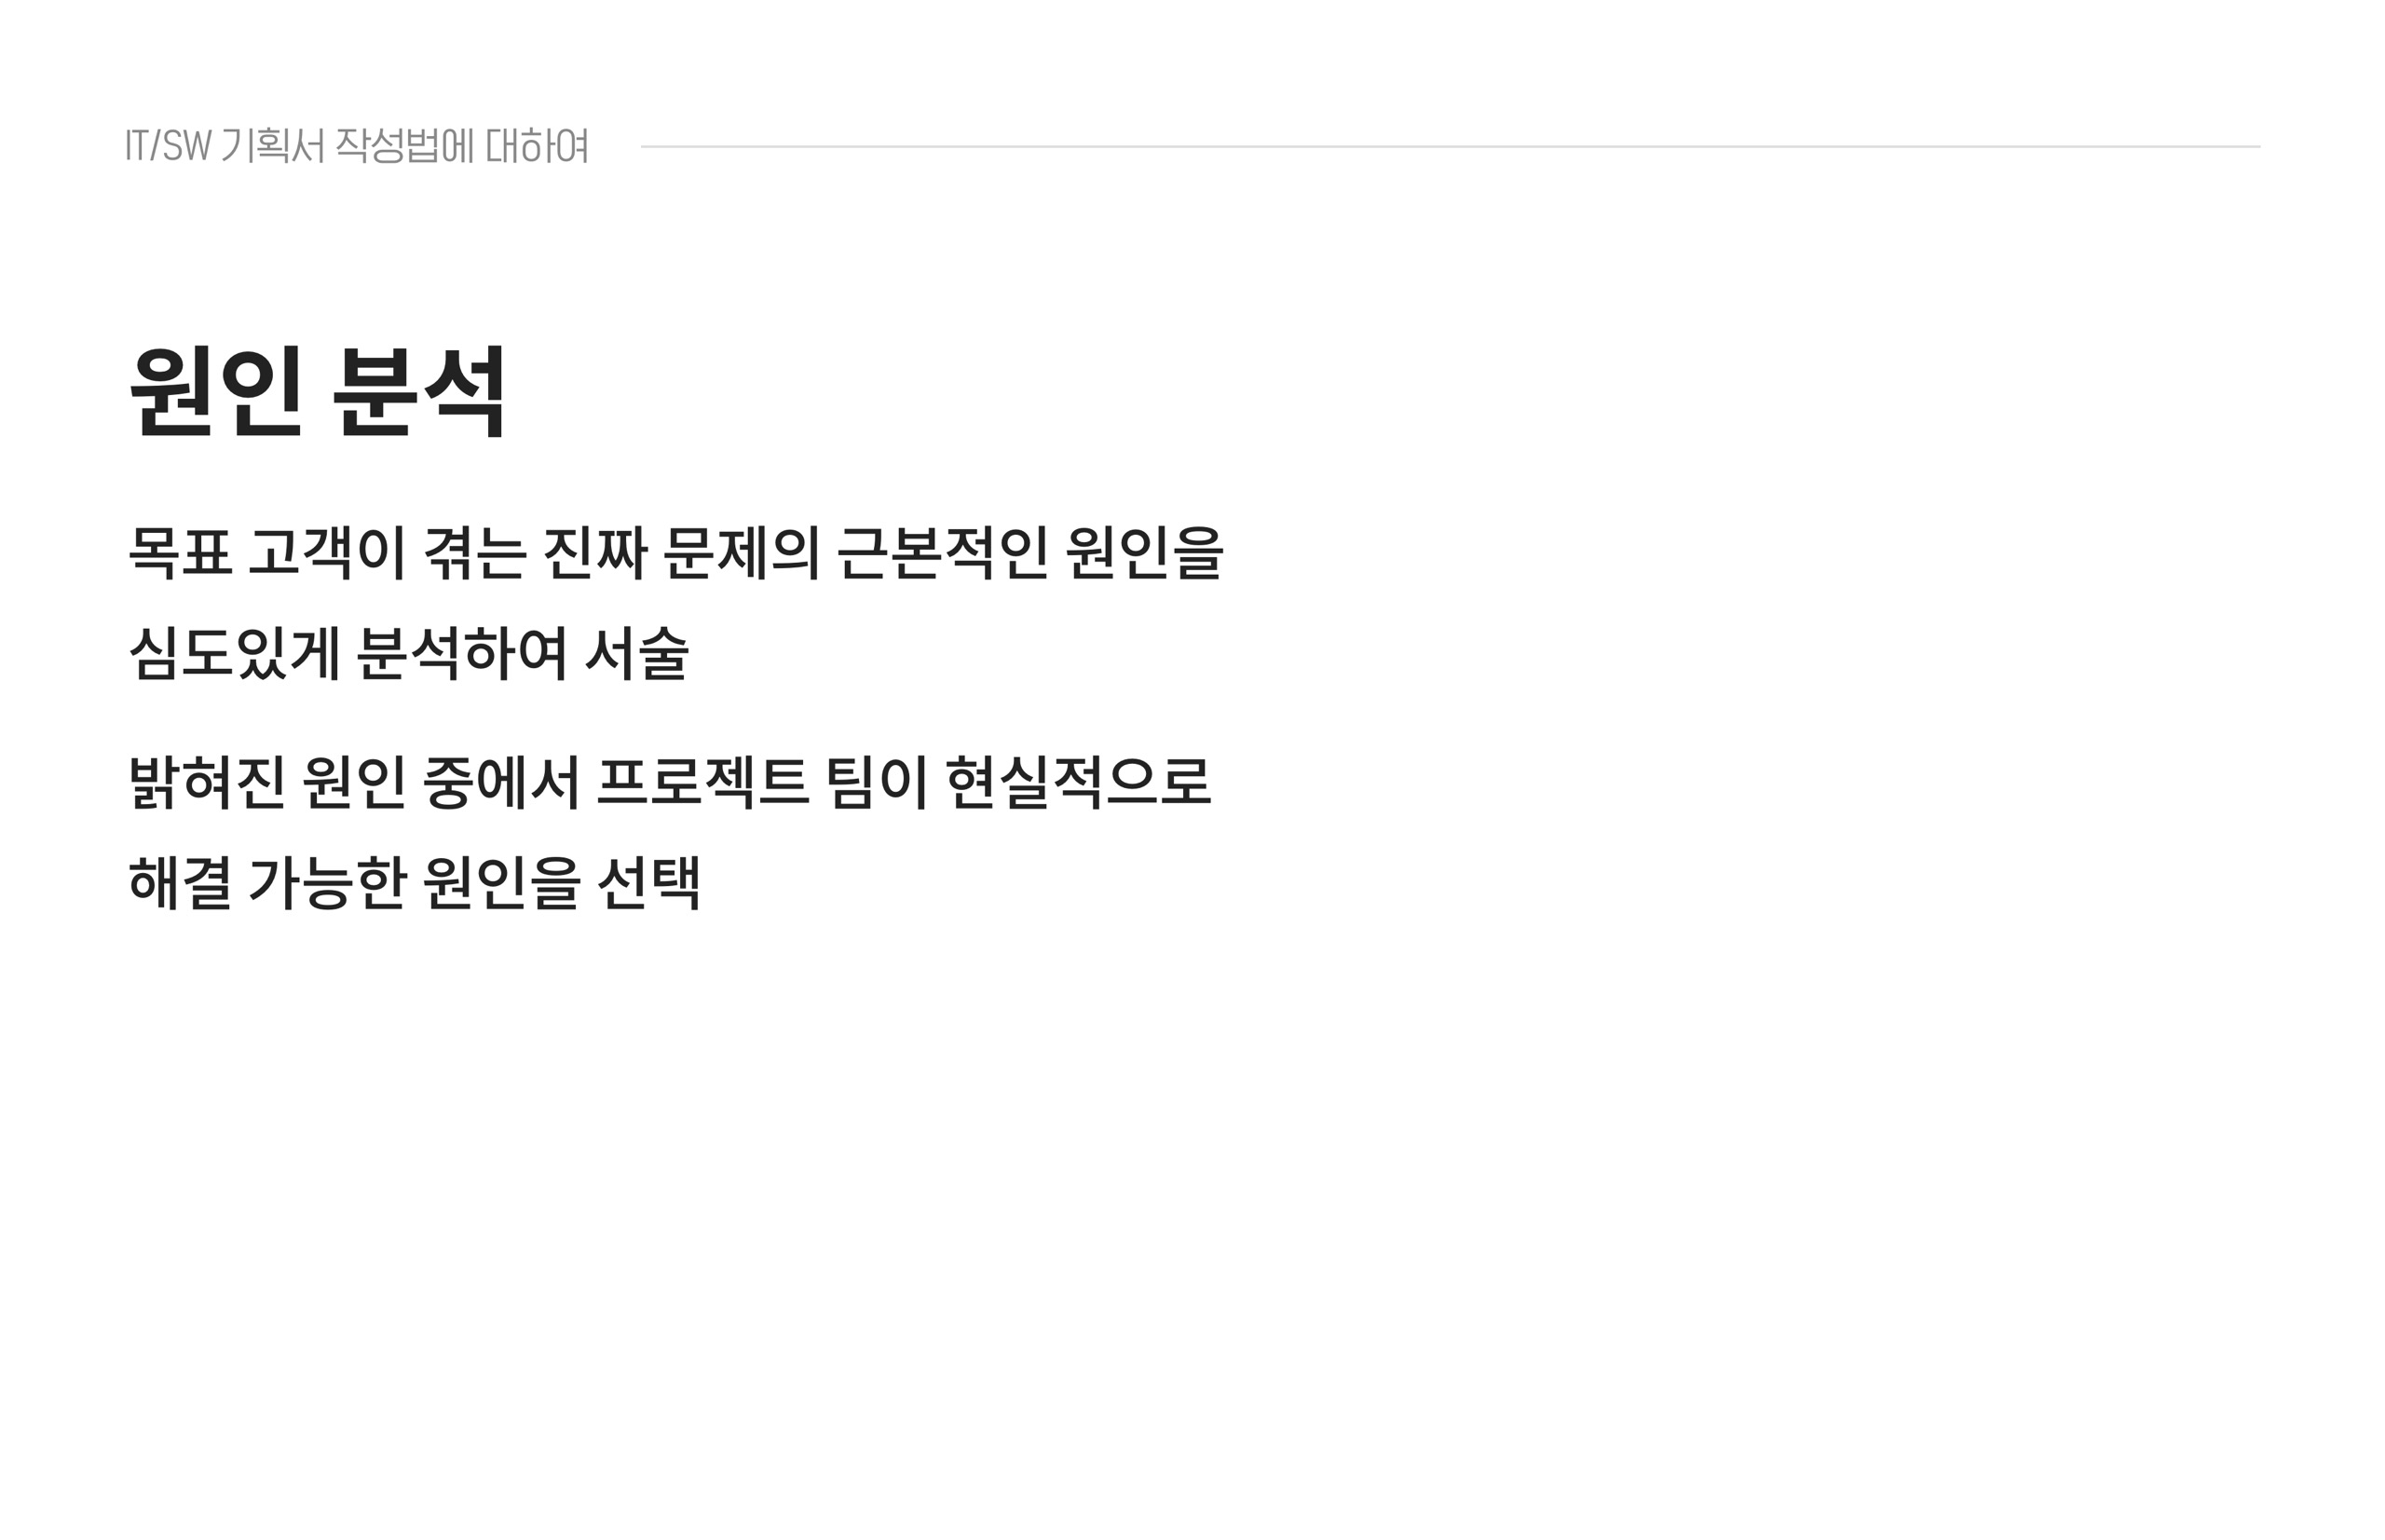 IT/SW 기획서 작성법에 대하여
원인 분석
목표 고객이 겪는 진짜 문제의 근본적인 원인을
심도있게 분석하여 서술
밝혀진 원인 중에서 프로젝트 팀이 현실적으로
해결 가능한 원인을 선택